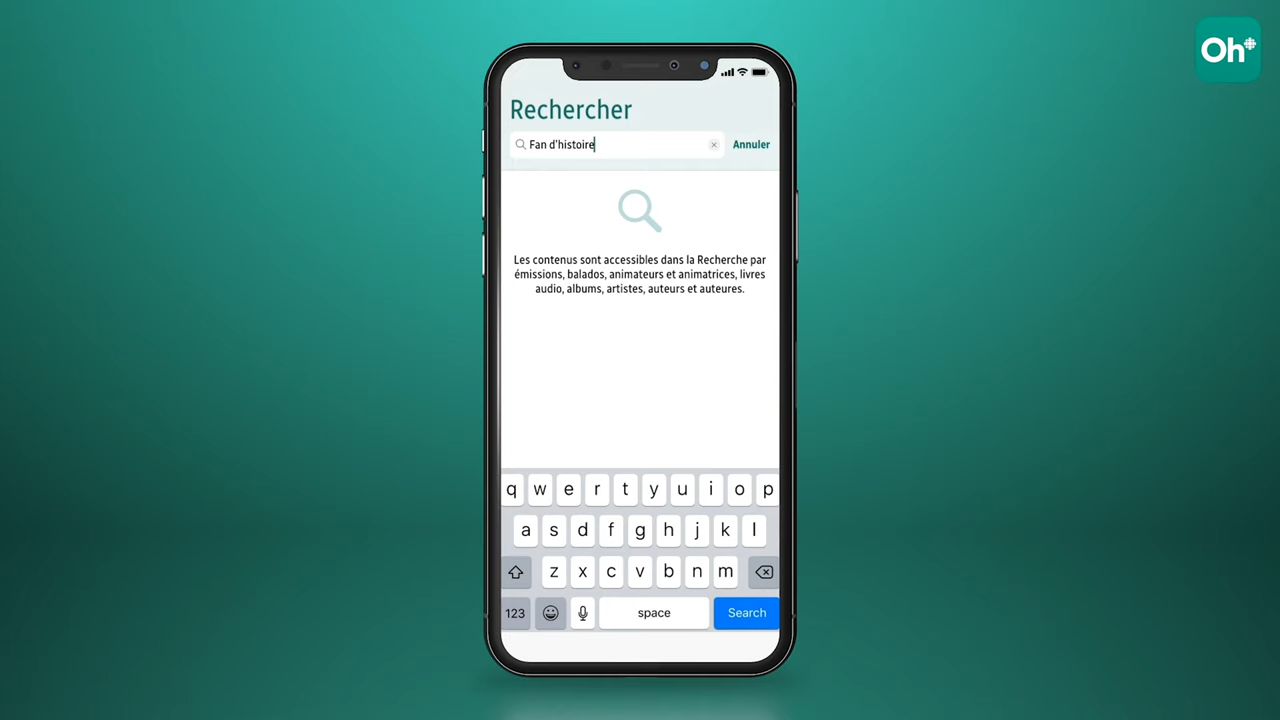 Oh
Rechercher
Fan d'histoire
Annuler
Les contenus sont accessibles dans la Recherche par
émissions, balados, animateurs et animatrices, livres
audio, albums, artistes, auteurs et auteures.
q w e r t y u i o p
a s d f g h j k l
z x c v b n m
123 space Search